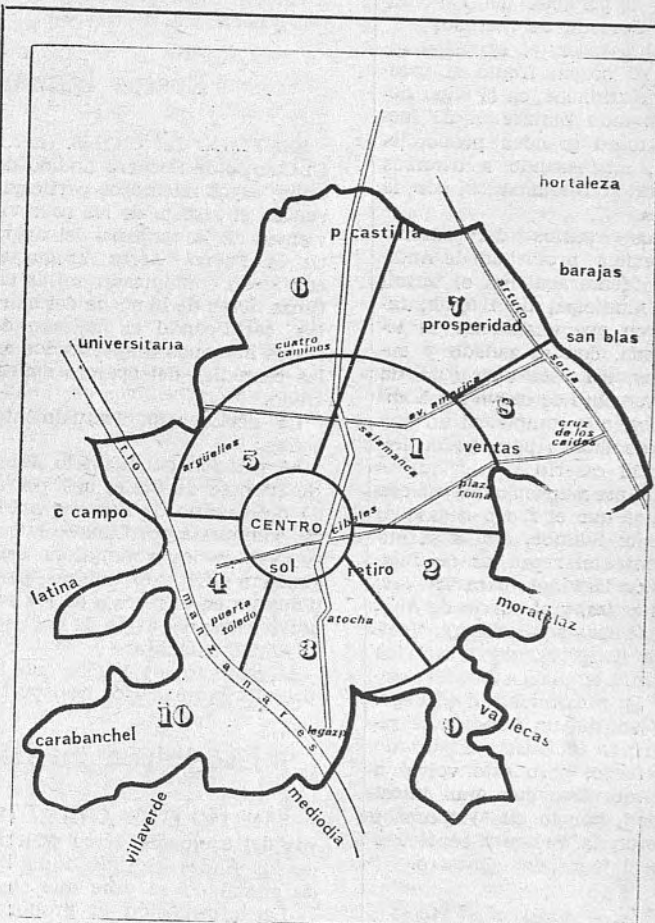 hortaleza
p castilla
barajas
6
7
arturo
prosperidad
san blas
universitaria
cuatro
caminos
soria
av. america
8
cruz
de los
caidos
1
salamanca
ventas
argüelles
5
plaza
roma
rio
c. campo
CENTRO
cibeles
sol
retiro
2
4
latina
puerta
toledo
atocha
moratalaz
manzanares
3
vallecas
9
10
carabanchel
legazpi
villaverde
mediodia